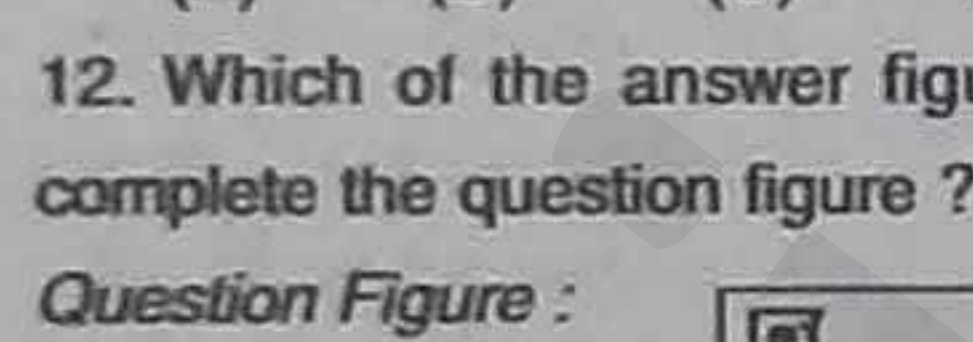 12. Which of the answer
complete the question figure ?
Question Figure :